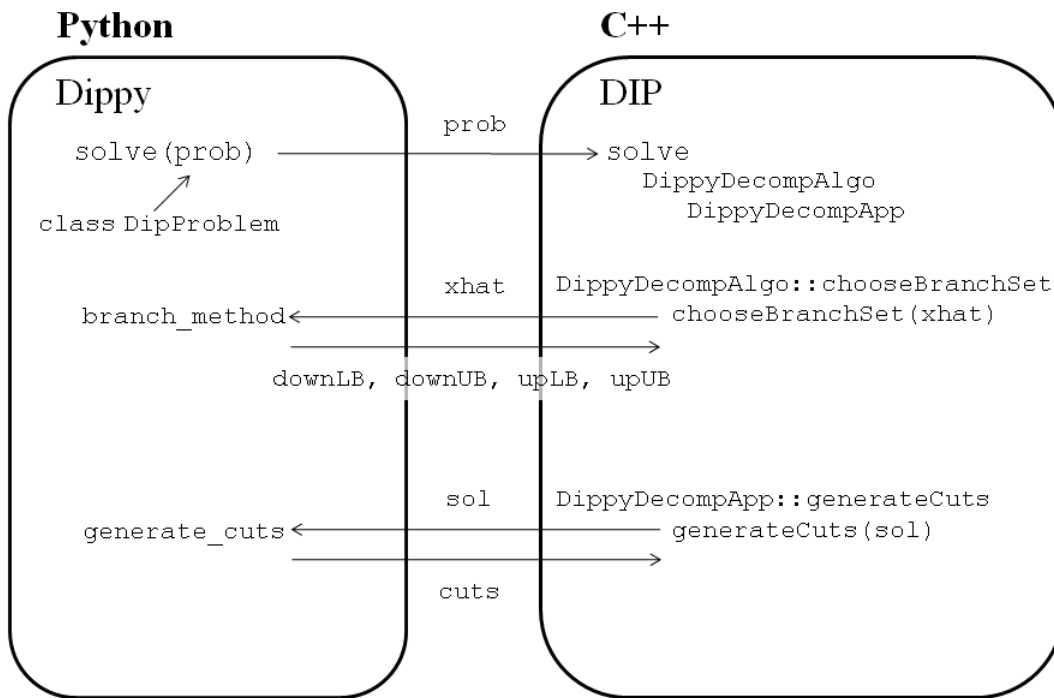 Python
C++
Dippy
DIP
prob
solve(prob)
solve
DippyDecompAlgo
DippyDecompApp
class DipProblem
xhat
DippyDecompAlgo::chooseBranchSet
branch_method
chooseBranchSet(xhat)
downLB, downUB, upLB, upUB
sol
DippyDecompApp::generateCuts
generate_cuts
generateCuts(sol)
cuts